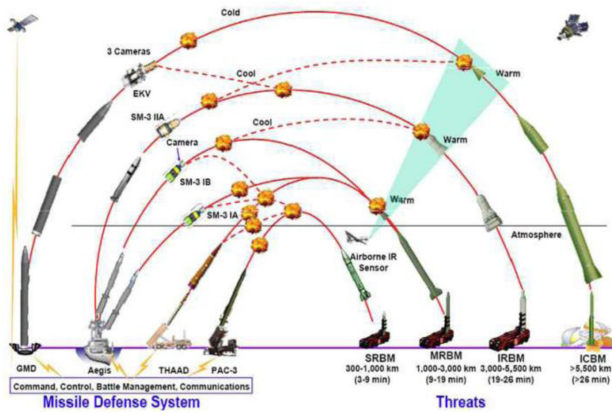 Cold
3 Cameras
EKV
Cool
Warm
SM-3 IIA
Camera
Cool
Warm
SM-3 IB
SM-3 IA
Warm
Atmosphere
Airborne IR
Sensor
GMD
Aegis
THAAD
PAC-3
SRBM
300-1,000 km
(3-9 min)
MRBM
1,000-3,000 km
(9-19 min)
IRBM
3,000-5,500 km
(19-26 min)
ICBM
>5,500 km
(>26 min)
Command, Control, Battle Management, Communications
Missile Defense System
Threats